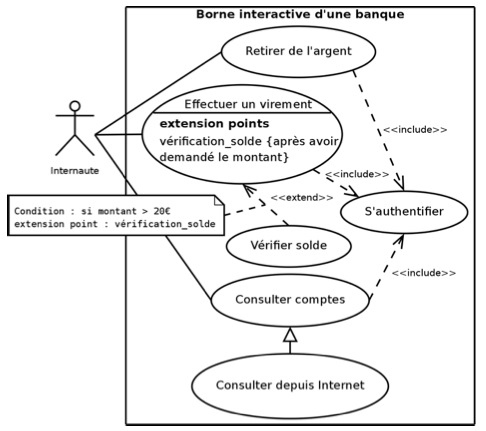 Borne interactive d'une banque
Retirer de l'argent
Effectuer un virement
extension points
vérification_solde {après avoir
demandé le montant}
<<include>>
<<include>>
Internaute
<<extend>>
Condition : si montant > 20€
extension point : vérification_solde
S'authentifier
Vérifier solde
<<include>>
Consulter comptes
Consulter depuis Internet